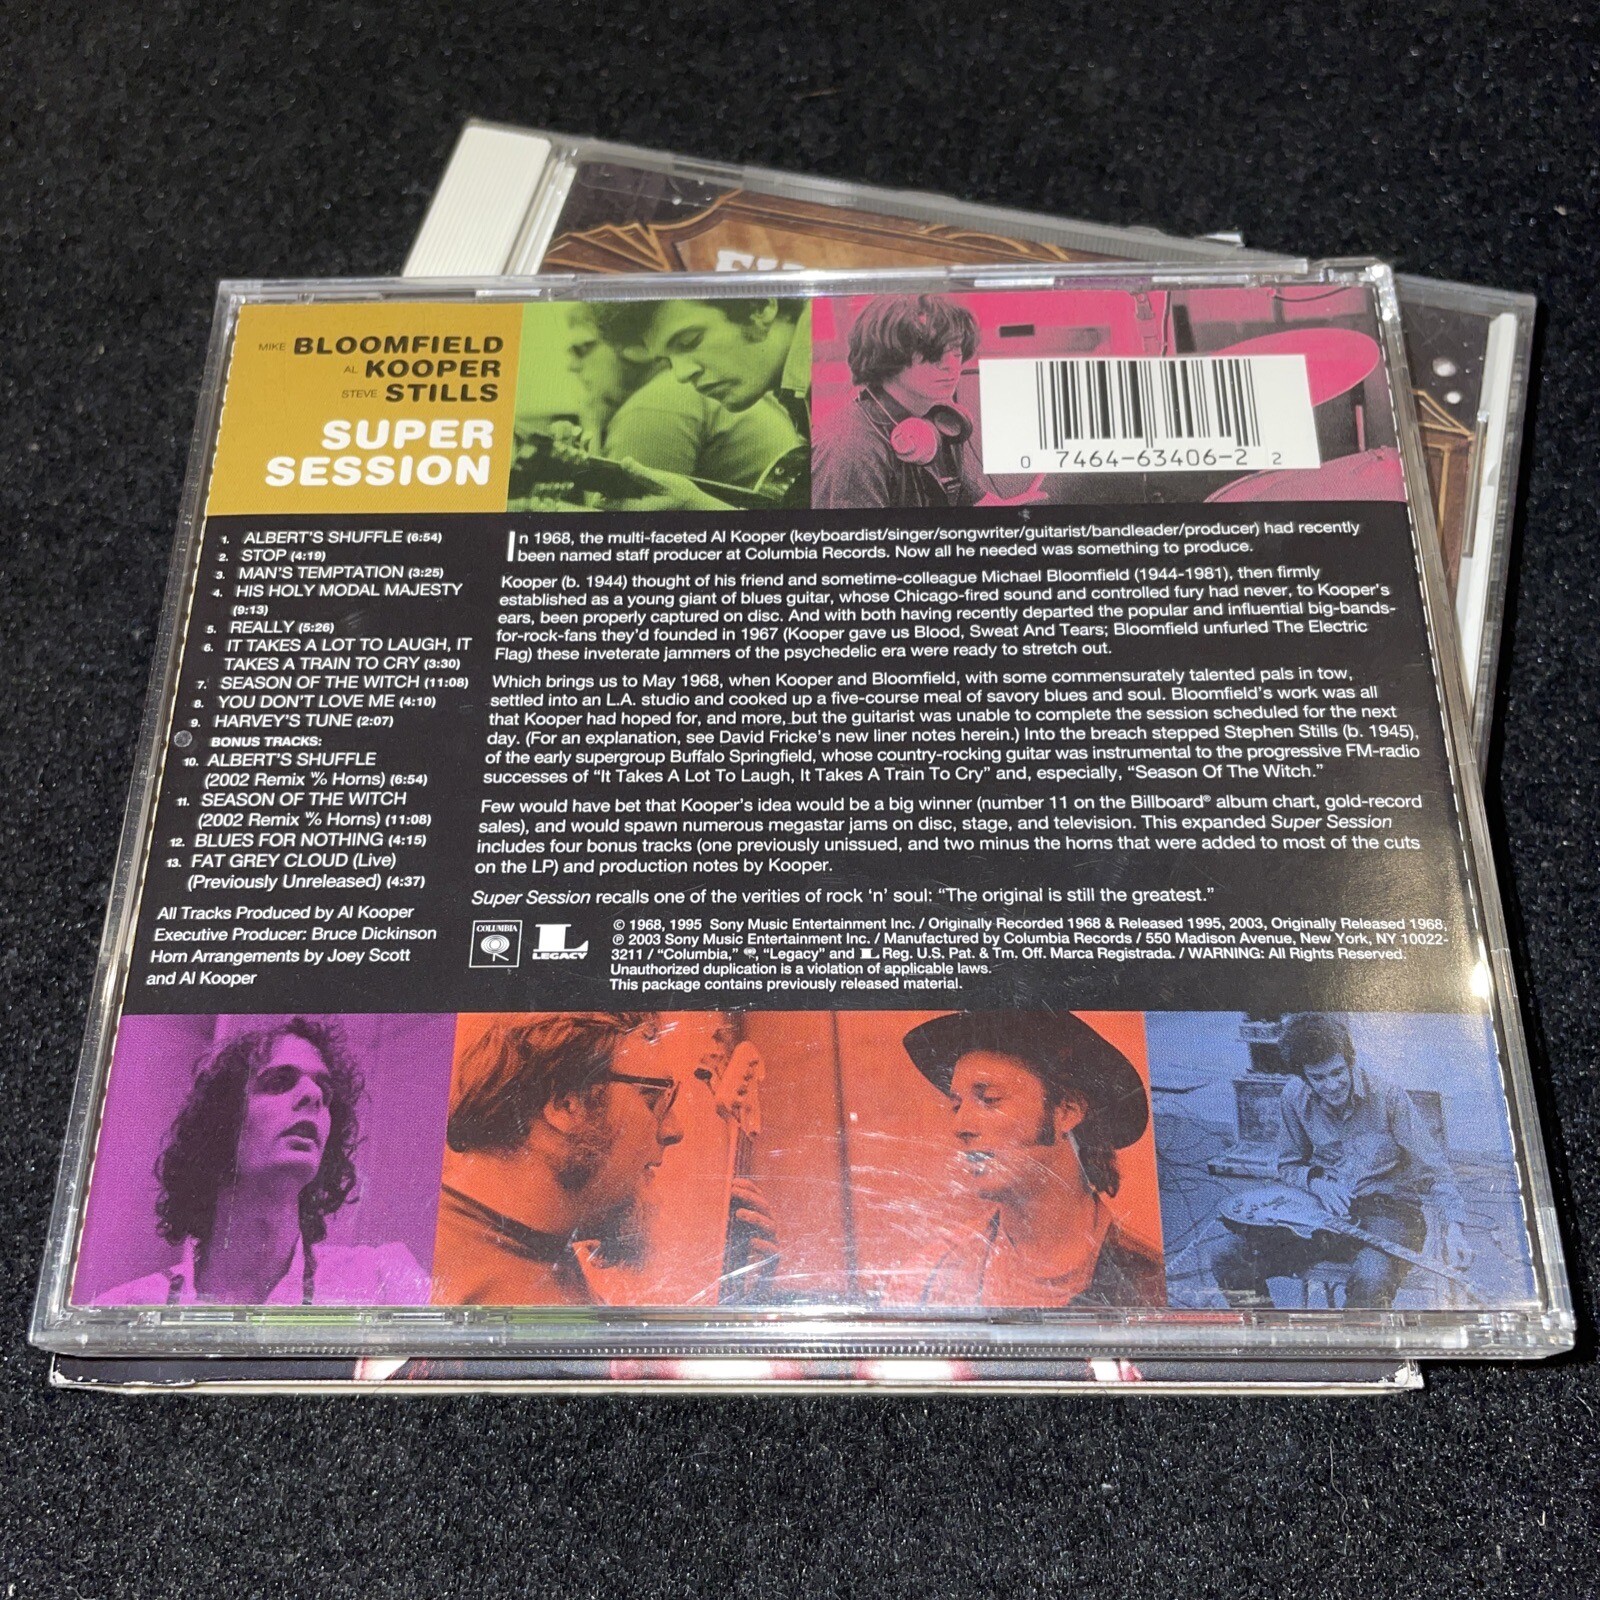 MIKE BLOOMFIELD
AL KOOPER
STEVE STILLS
SUPER
SESSION
0 7464-63406-2 2
1. ALBERT'S SHUFFLE (6:54)
2. STOP (4:19)
3. MAN'S TEMPTATION (3:25)
4. HIS HOLY MODAL MAJESTY
(9:13)
5. REALLY (5:26)
6. IT TAKES A LOT TO LAUGH, IT
TAKES A TRAIN TO CRY (3:30)
7. SEASON OF THE WITCH (11:08)
8. YOU DON'T LOVE ME (4:10)
9. HARVEY'S TUNE (2:07)
BONUS TRACKS:
10. ALBERT'S SHUFFLE
(2002 Remix W/o Horns) (6:54)
11. SEASON OF THE WITCH
(2002 Remix W/o Horns) (11:08)
12. BLUES FOR NOTHING (4:15)
13. FAT GREY CLOUD (Live)
(Previously Unreleased) (4:37)
All Tracks Produced by Al Kooper
Executive Producer: Bruce Dickinson
Horn Arrangements by Joey Scott
and Al Kooper
In 1968, the multi-faceted Al Kooper (keyboardist/singer/songwriter/guitarist/bandleader/producer) had recently
been named staff producer at Columbia Records. Now all he needed was something to produce.
Kooper (b. 1944) thought of his friend and sometime-colleague Michael Bloomfield (1944-1981), then firmly
established as a young giant of blues guitar, whose Chicago-fired sound and controlled fury had never, to Kooper's
ears, been properly captured on disc. And with both having recently departed the popular and influential big-bands-
for-rock-fans they'd founded in 1967 (Kooper gave us Blood, Sweat And Tears; Bloomfield unfurled The Electric
Flag) these inveterate jammers of the psychedelic era were ready to stretch out.
Which brings us to May 1968, when Kooper and Bloomfield, with some commensurately talented pals in tow,
settled into an L.A. studio and cooked up a five-course meal of savory blues and soul. Bloomfield's work was all
that Kooper had hoped for, and more, but the guitarist was unable to complete the session scheduled for the next
day. (For an explanation, see David Fricke's new liner notes herein.) Into the breach stepped Stephen Stills (b. 1945),
of the early supergroup Buffalo Springfield, whose country-rocking guitar was instrumental to the progressive FM-radio
successes of "It Takes A Lot To Laugh, It Takes A Train To Cry" and, especially, "Season Of The Witch."
Few would have bet that Kooper's idea would be a big winner (number 11 on the Billboard® album chart, gold-record
sales), and would spawn numerous megastar jams on disc, stage, and television. This expanded Super Session
includes four bonus tracks (one previously unissued, and two minus the horns that were added to most of the cuts
on the LP) and production notes by Kooper.
Super Session recalls one of the verities of rock 'n' soul: "The original is still the greatest."
COLUMBIA
LEGACY
© 1968, 1995 Sony Music Entertainment Inc. / Originally Recorded 1968 & Released 1995, 2003, Originally Released 1968,
℗ 2003 Sony Music Entertainment Inc. / Manufactured by Columbia Records / 550 Madison Avenue, New York, NY 10022-
3211 / "Columbia," , "Legacy" and L Reg. U.S. Pat. & Tm. Off. Marca Registrada. / WARNING: All Rights Reserved.
Unauthorized duplication is a violation of applicable laws.
This package contains previously released material.